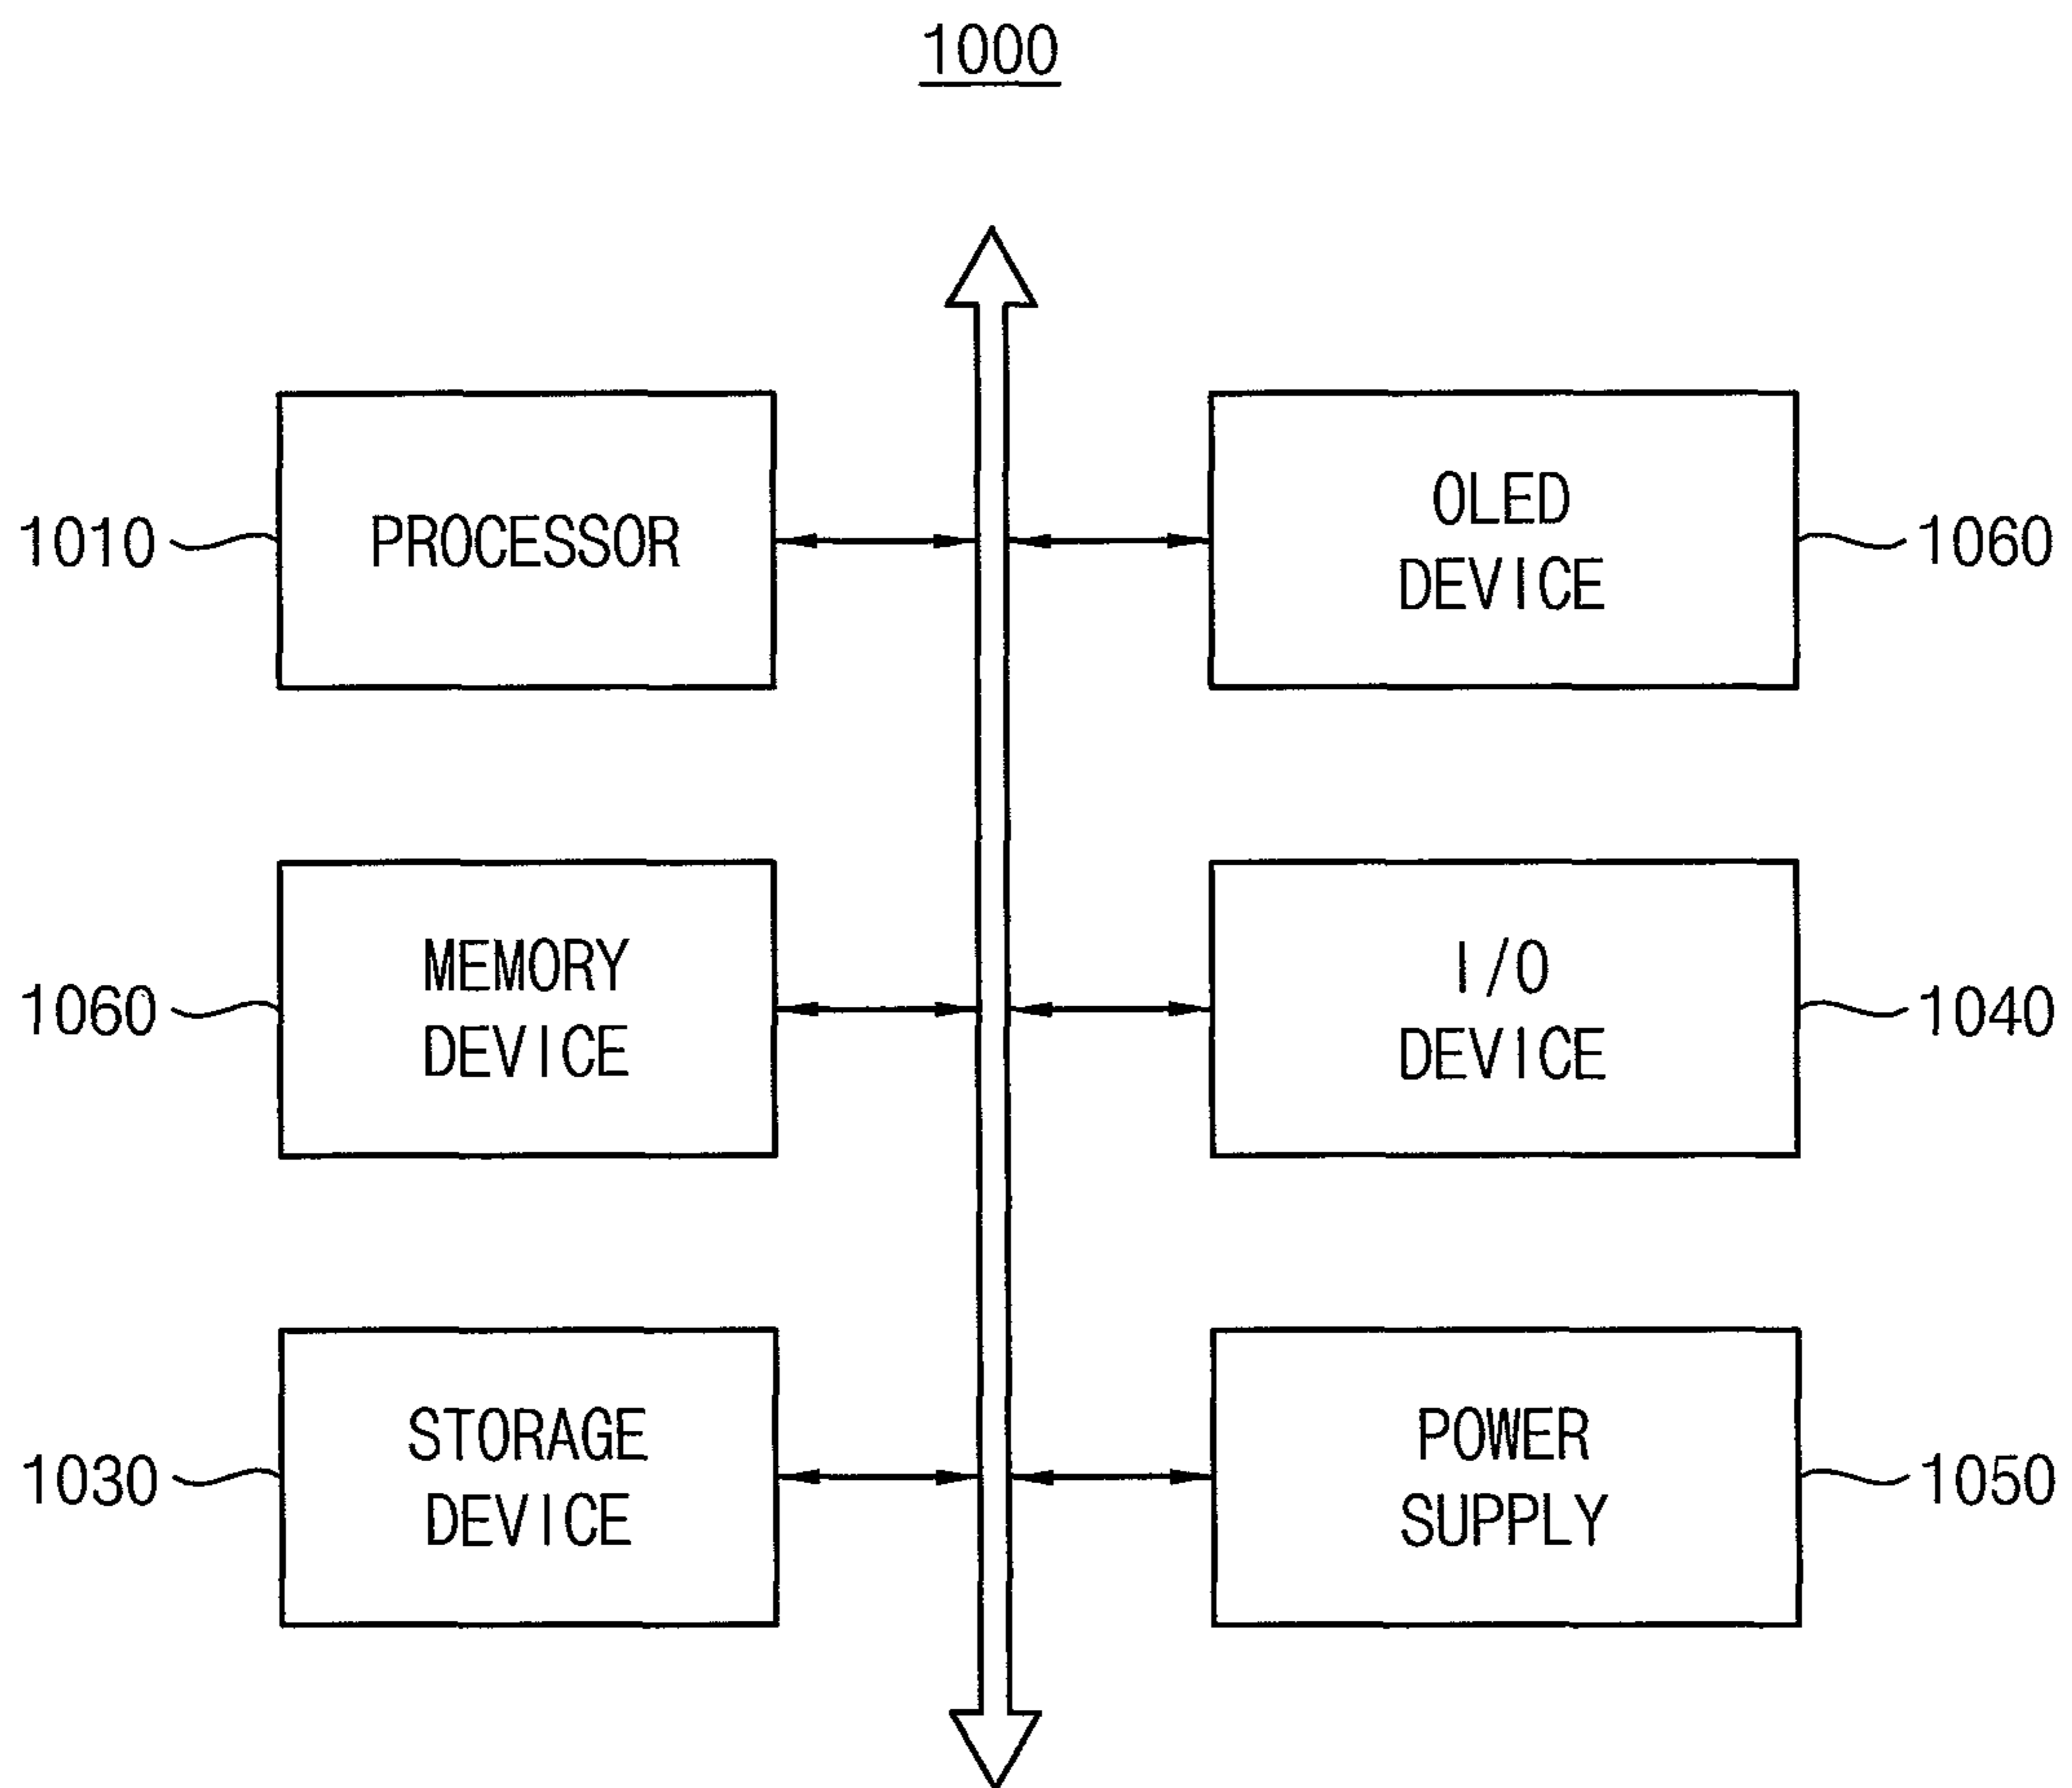 1000
1010
PROCESSOR
OLED
DEVICE
1060
1060
MEMORY
DEVICE
I/O
DEVICE
1040
1030
STORAGE
DEVICE
POWER
SUPPLY
1050